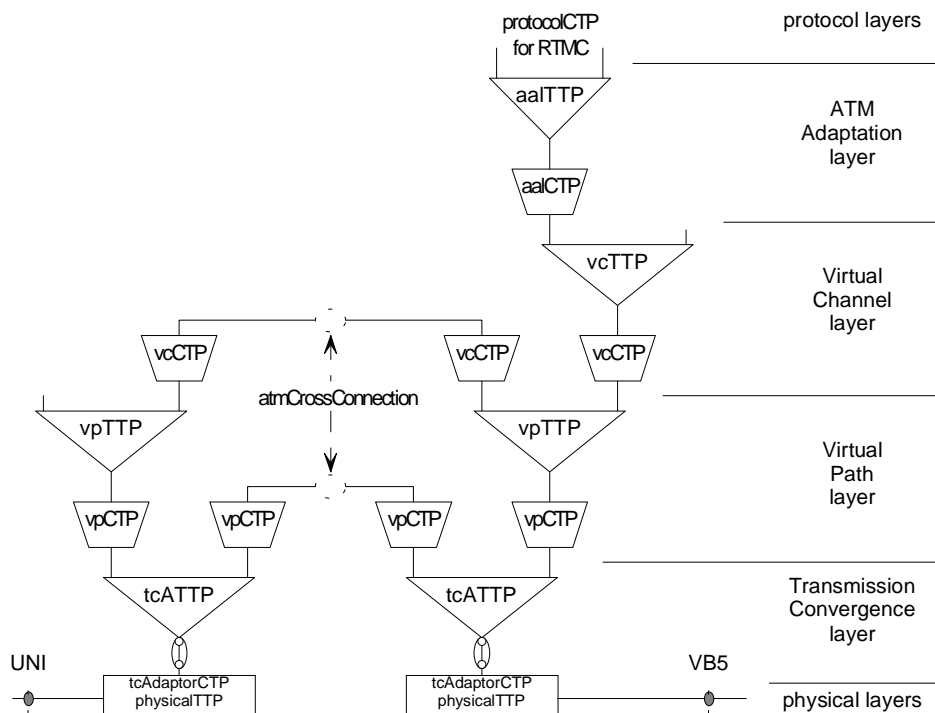 protocolCTP
for RTMC
protocol layers
aalTTP
ATM
Adaptation
layer
aalCTP
vcTTP
Virtual
Channel
layer
vcCTP
vcCTP
vcCTP
atmCrossConnection
vpTTP
vpTTP
Virtual
Path
layer
vpCTP
vpCTP
vpCTP
vpCTP
tcATTP
tcATTP
Transmission
Convergence
layer
UNI
tcAdaptorCTP
physicalTTP
tcAdaptorCTP
physicalTTP
VB5
physical layers